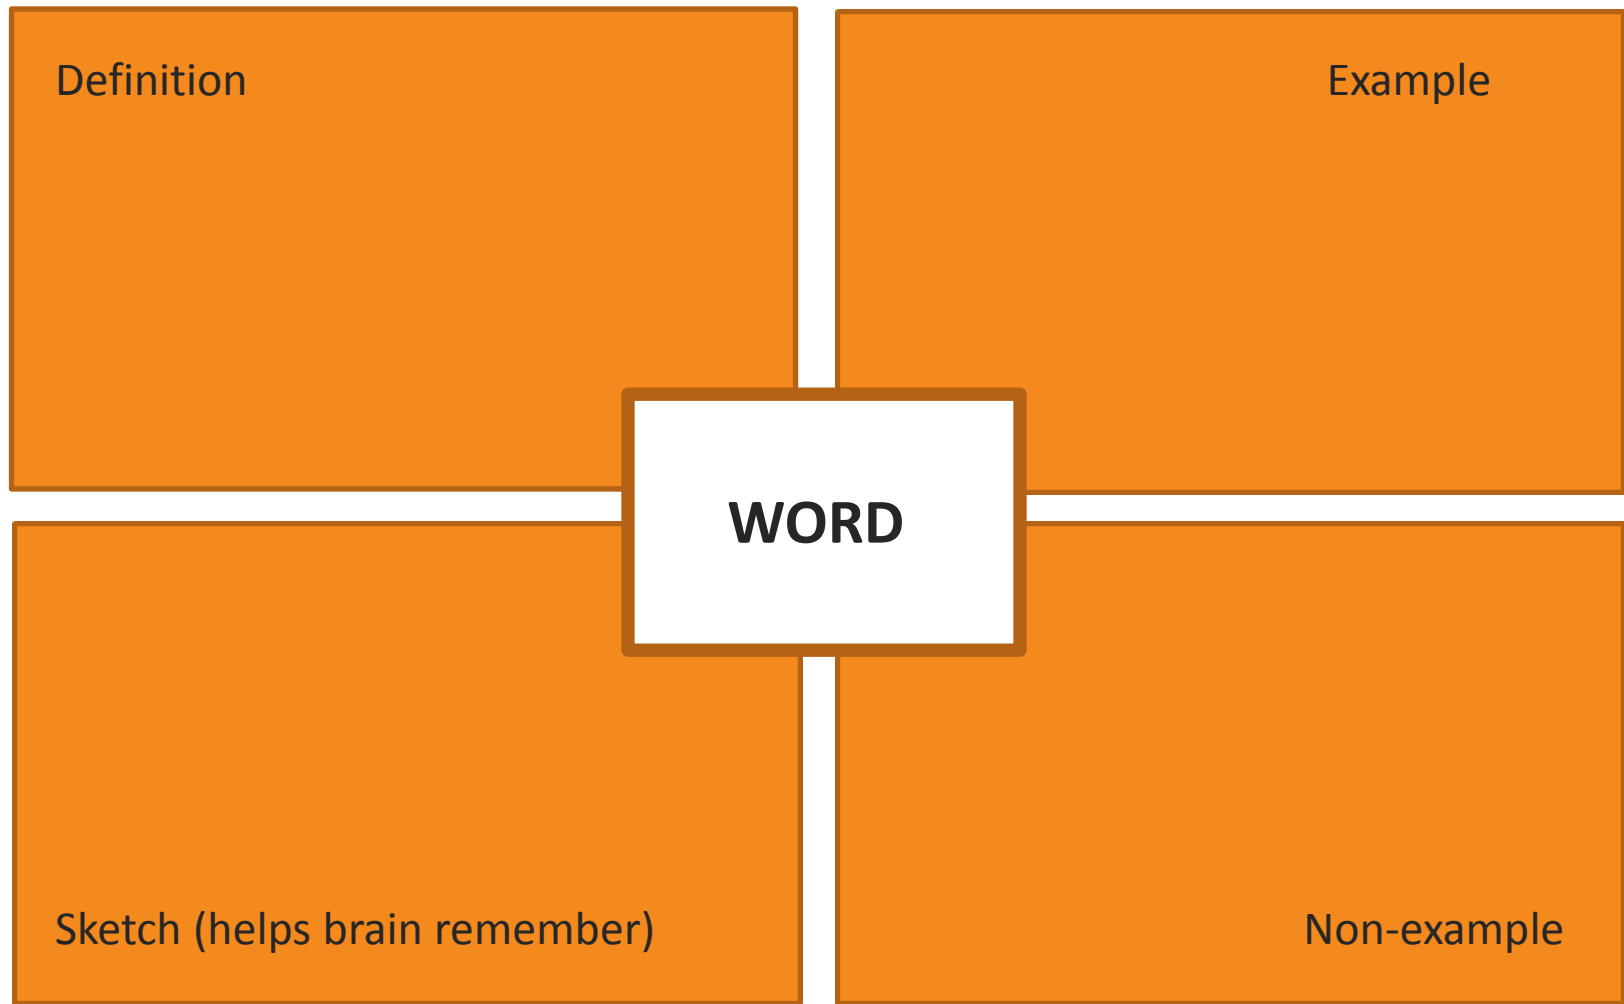 Definition
Example
WORD
Sketch (helps brain remember)
Non-example